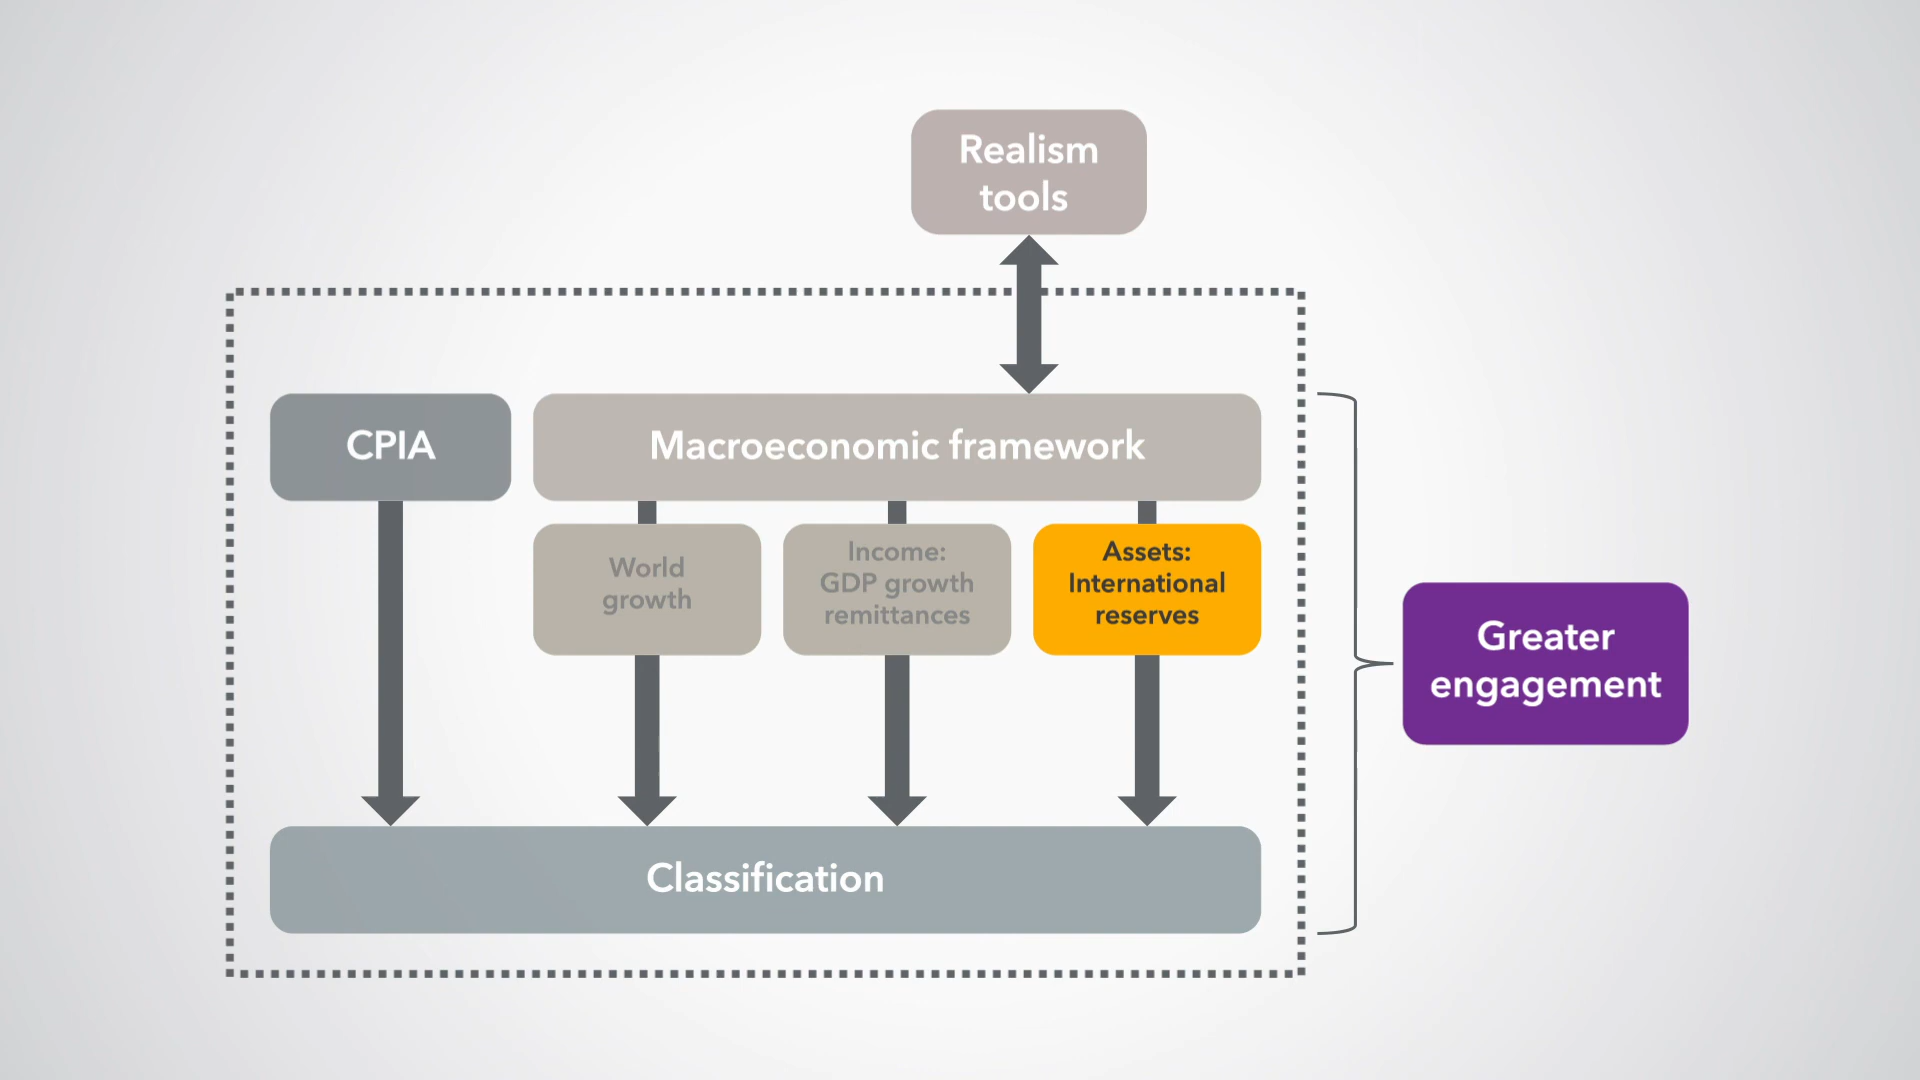 Realism
tools
CPIA
Macroeconomic framework
World
growth
Income:
GDP growth
remittances
Assets:
International
reserves
Greater
engagement
Classification